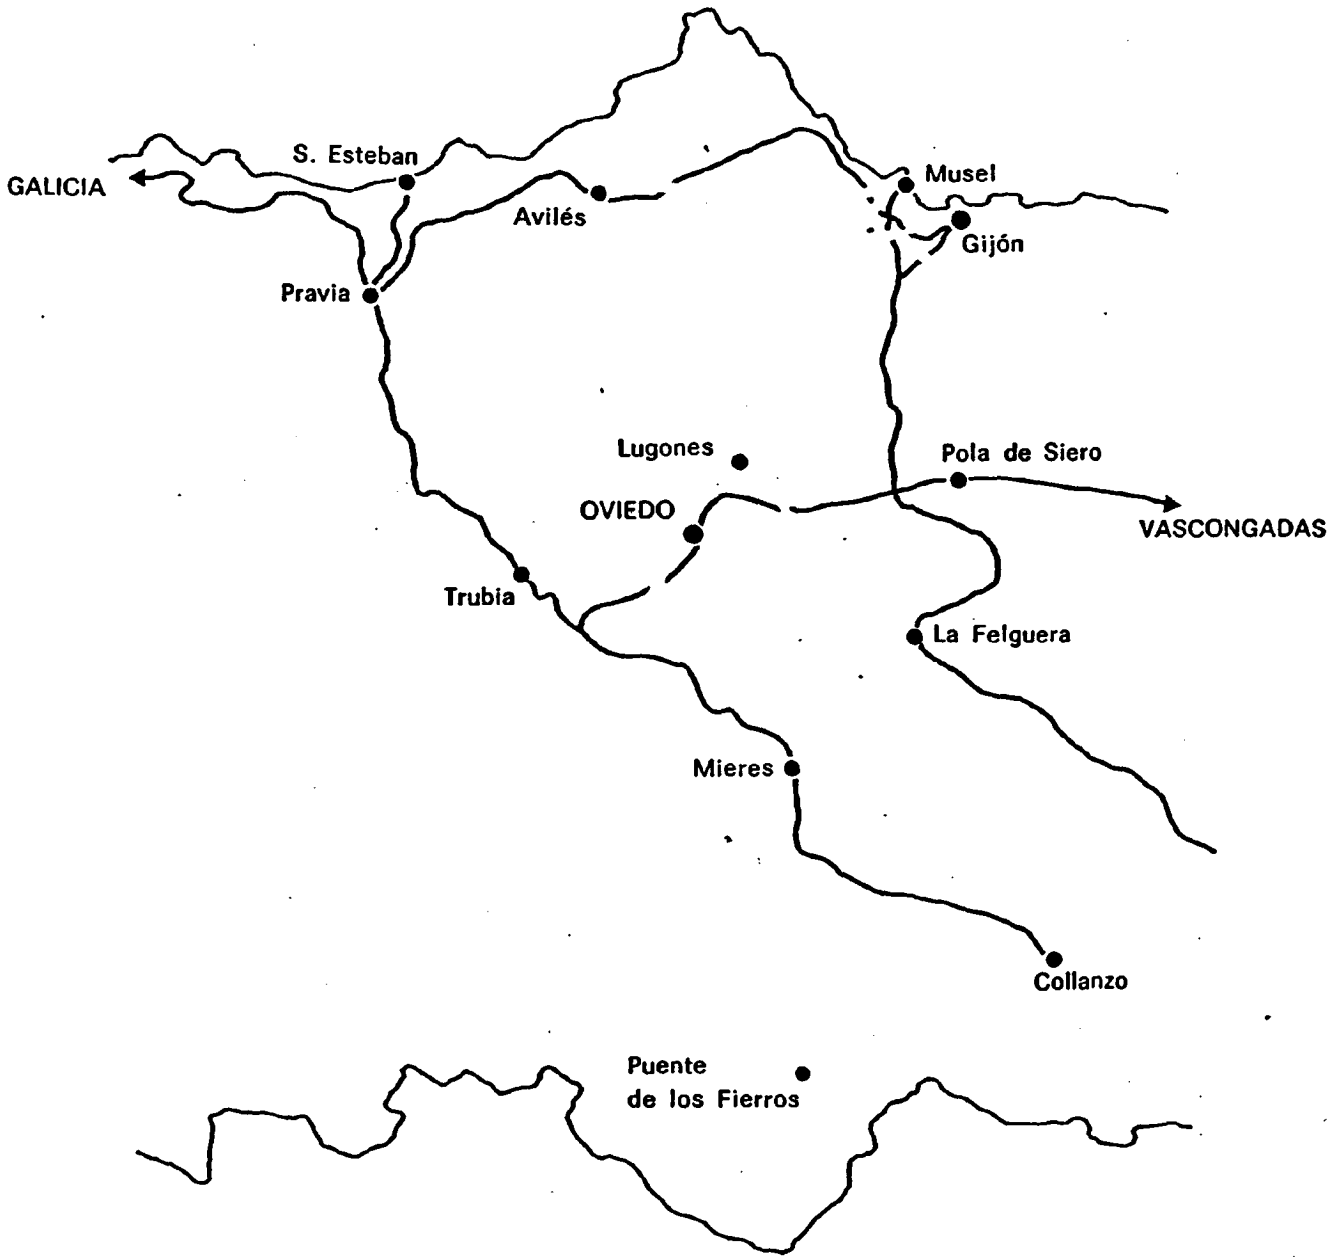 S. Esteban
GALICIA
Musel
Avilés
Gijón
Pravia
Lugones
Pola de Siero
OVIEDO
VASCONGADAS
Trubia
La Felguera
Mieres
Collanzo
Puente
de los Fierros